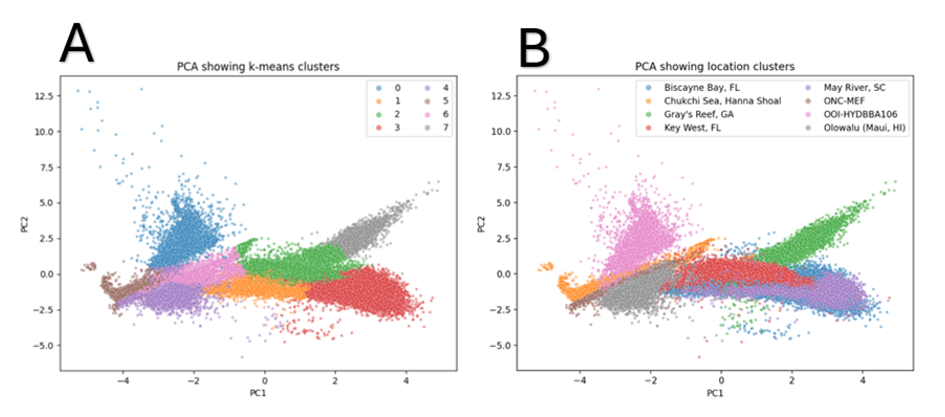 A
PCA showing k-means clusters
0 4
1 5
2 6
3 7
12.5
10.0
7.5
5.0
2.5
0.0
−2.5
−5.0
PC2
−4 −2 0 2 4
PC1
B
PCA showing location clusters
Biscayne Bay, FL May River, SC
Chukchi Sea, Hanna Shoal ONC-MEF
Gray's Reef, GA OOI-HYDBBA106
Key West, FL Olowalu (Maui, HI)
12.5
10.0
7.5
5.0
2.5
0.0
−2.5
−5.0
PC2
−4 −2 0 2 4
PC1